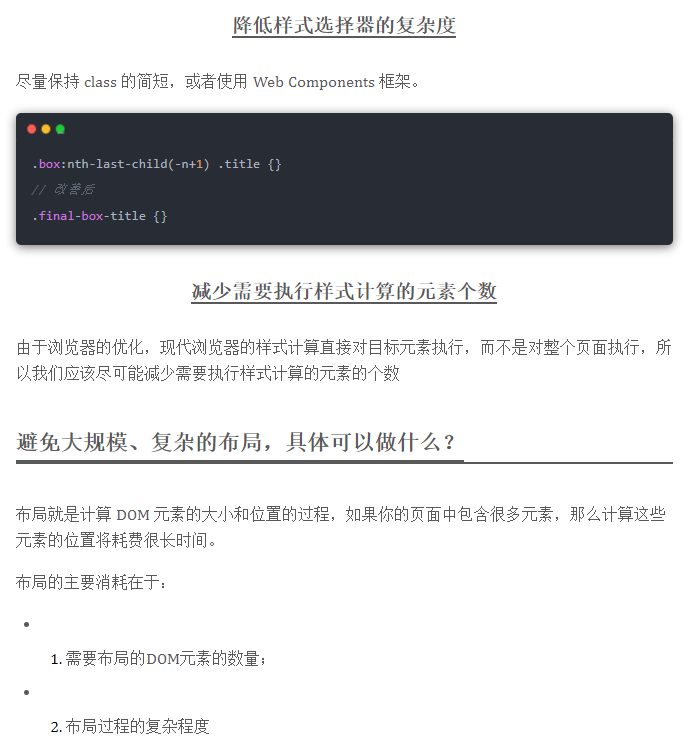 降低样式选择器的复杂度
尽量保持 class 的简短，或者使用 Web Components 框架。
.box:nth-last-child(-n+1) .title {}
// 改善后
.final-box-title {}
减少需要执行样式计算的元素个数
由于浏览器的优化，现代浏览器的样式计算直接对目标元素执行，而不是对整个页面执行，所
以我们应该尽可能减少需要执行样式计算的元素的个数
避免大规模、复杂的布局，具体可以做什么？
布局就是计算 DOM 元素的大小和位置的过程，如果你的页面中包含很多元素，那么计算这些
元素的位置将耗费很长时间。
布局的主要消耗在于：
1. 需要布局的DOM元素的数量；
2. 布局过程的复杂程度